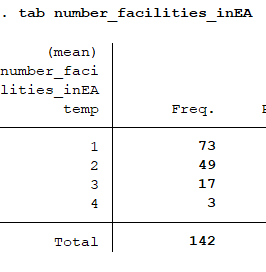 . tab number_facilities_inEA
(mean)
number_faci
lities_inEA
temp Freq.
1 73
2 49
3 17
4 3
Total 142